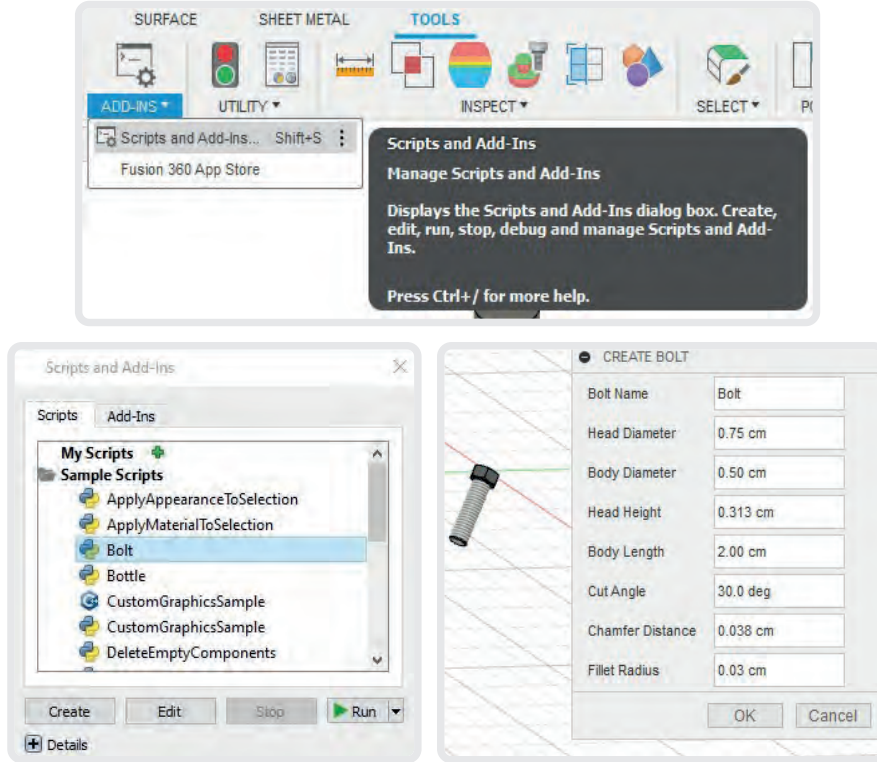 SURFACE SHEET METAL TOOLS
ADD-INS ▾ UTILITY ▾ INSPECT ▾ SELECT ▾
Scripts and Add-Ins... Shift+S
Fusion 360 App Store
Scripts and Add-Ins
Manage Scripts and Add-Ins
Displays the Scripts and Add-Ins dialog box. Create,
edit, run, stop, debug and manage Scripts and Add-
Ins.
Press Ctrl+/ for more help.
Scripts and Add-Ins
Scripts Add-Ins
My Scripts
Sample Scripts
ApplyAppearanceToSelection
ApplyMaterialToSelection
Bolt
Bottle
CustomGraphicsSample
CustomGraphicsSample
DeleteEmptyComponents
Create Edit Stop Run
Details
CREATE BOLT
Bolt Name Bolt
Head Diameter 0.75 cm
Body Diameter 0.50 cm
Head Height 0.313 cm
Body Length 2.00 cm
Cut Angle 30.0 deg
Chamfer Distance 0.038 cm
Fillet Radius 0.03 cm
OK Cancel